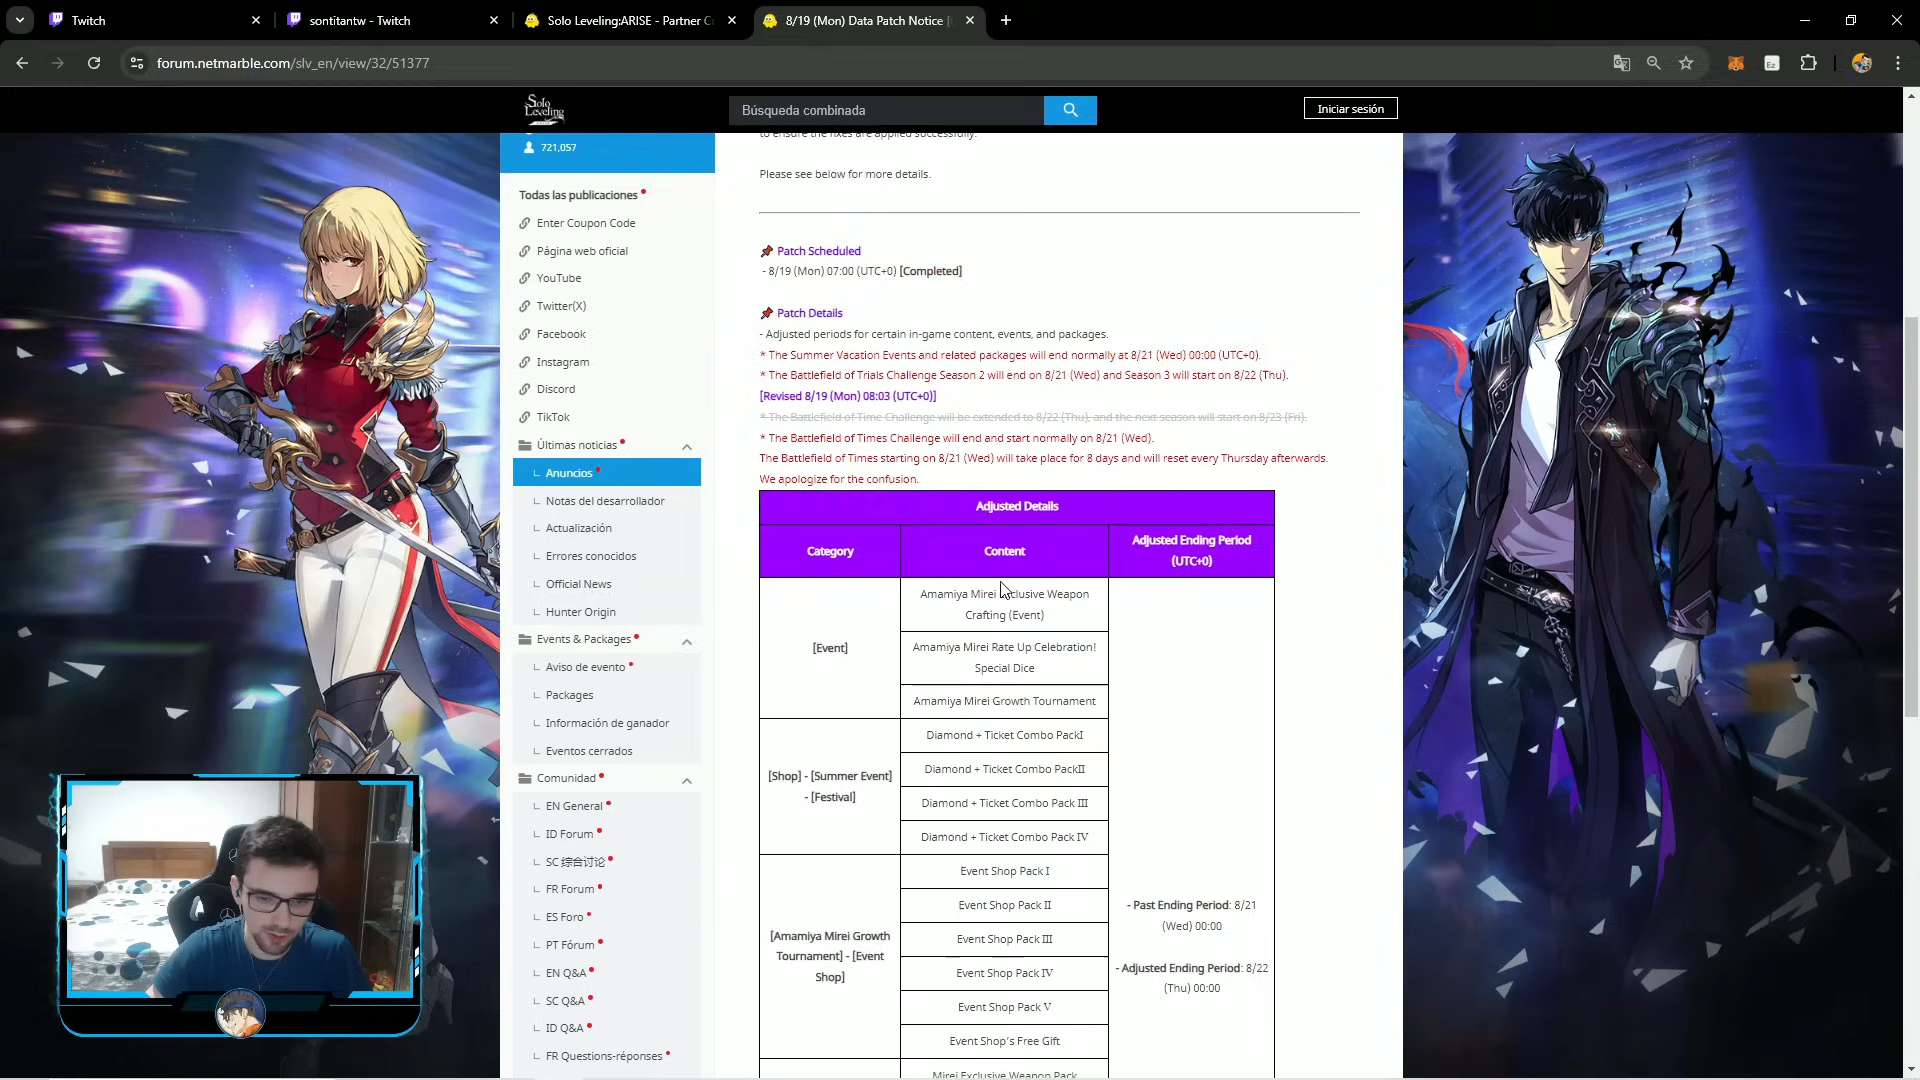 Twitch
sontitantw - Twitch
Solo Leveling:ARISE - Partner C
8/19 (Mon) Data Patch Notice [
forum.netmarble.com/slv_en/view/32/51377
Solo Leveling
Búsqueda combinada
Iniciar sesión
721,057
Todas las publicaciones
Enter Coupon Code
Página web oficial
YouTube
Twitter(X)
Facebook
Instagram
Discord
TikTok
Últimas noticias
Anuncios
Notas del desarrollador
Actualización
Errores conocidos
Official News
Hunter Origin
Events & Packages
Aviso de evento
Packages
Información de ganador
Eventos cerrados
Comunidad
EN General
ID Forum
SC 综合讨论
FR Forum
ES Foro
PT Fórum
EN Q&A
SC Q&A
ID Q&A
FR Questions-réponses
to ensure the fixes are applied successfully.
Please see below for more details.
Patch Scheduled
- 8/19 (Mon) 07:00 (UTC+0) [Completed]
Patch Details
- Adjusted periods for certain in-game content, events, and packages.
* The Summer Vacation Events and related packages will end normally at 8/21 (Wed) 00:00 (UTC+0).
* The Battlefield of Trials Challenge Season 2 will end on 8/21 (Wed) and Season 3 will start on 8/22 (Thu).
[Revised 8/19 (Mon) 08:03 (UTC+0)]
* The Battlefield of Time Challenge will be extended to 8/22 (Thu), and the next season will start on 8/23 (Fri).
* The Battlefield of Times Challenge will end and start normally on 8/21 (Wed).
The Battlefield of Times starting on 8/21 (Wed) will take place for 8 days and will reset every Thursday afterwards.
We apologize for the confusion.
Adjusted Details
Category
Content
Adjusted Ending Period
(UTC+0)
[Event]
Amamiya Mirei Exclusive Weapon
Crafting (Event)
Amamiya Mirei Rate Up Celebration!
Special Dice
Amamiya Mirei Growth Tournament
[Shop] - [Summer Event]
- [Festival]
Diamond + Ticket Combo PackⅠ
Diamond + Ticket Combo PackⅡ
Diamond + Ticket Combo Pack Ⅲ
Diamond + Ticket Combo Pack Ⅳ
[Amamiya Mirei Growth
Tournament] - [Event
Shop]
Event Shop Pack Ⅰ
Event Shop Pack Ⅱ
Event Shop Pack Ⅲ
Event Shop Pack Ⅳ
Event Shop Pack Ⅴ
Event Shop's Free Gift
Mirei Exclusive Weapon Pack
- Past Ending Period: 8/21
(Wed) 00:00
- Adjusted Ending Period: 8/22
(Thu) 00:00